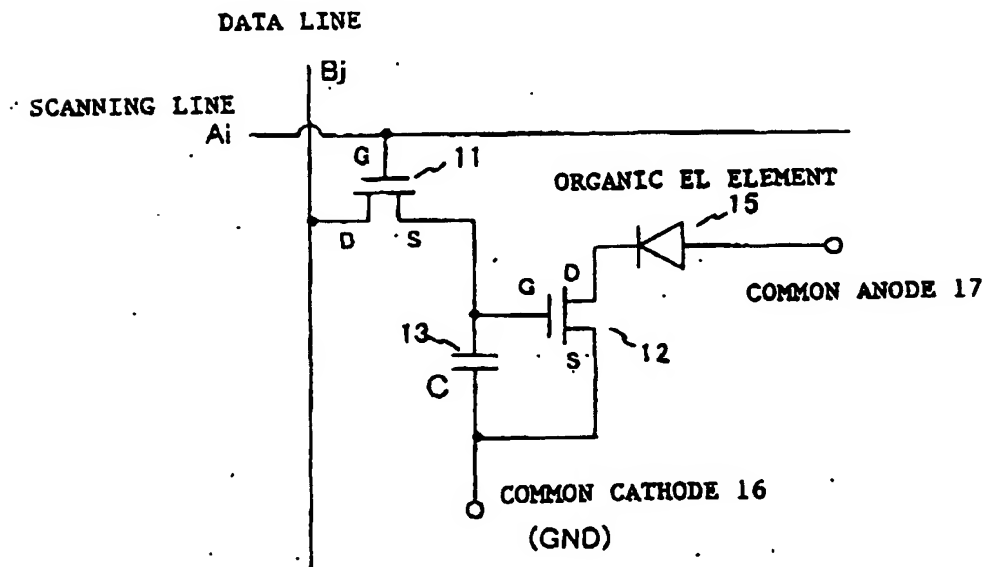 DATA LINE
Bj
SCANNING LINE
Ai
G
11
ORGANIC EL ELEMENT
15
D
S
G
D
COMMON ANODE 17
13
12
S
C
COMMON CATHODE 16
(GND)